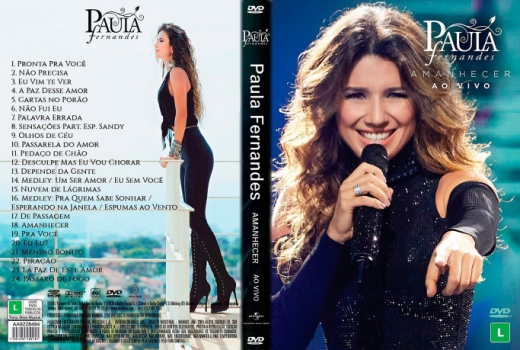 PAULA
fernandes
1. Pronta Pra Você
2. Não Precisa
3. Eu Vim te Ver
4. A Paz Desse Amor
5. Cartas no Porão
6. Não Fui Eu
7. Palavra Errada
8. Sensações Part. Esp. Sandy
9. Olhos de Céu
10. Passarela do Amor
11. Pedaço de Chão
12. Desculpe Mas Eu Vou Chorar
13. Depende da Gente
14. Medley: Um Ser Amor / Eu Sem Você
15. Nuvem de Lágrimas
16. Medley: Pra Quem Sabe Sonhar /
Esperando na Janela / Espumas ao Vento
17. De Passagem
18. Amanhecer
19. Pra Você
20. Eu, Eu?
21. Menino Bonito
22. Piração
23. La Paz de Este Amor
24. Pássaro de Fogo
L
AA9228494
DVD
DVD
VIDEO
PAULA
fernandes
Paula Fernandes
AMANHECER
AO VIVO
L
PAULA
fernandes
AMANHECER
AO VIVO
DVD
VIDEO
L